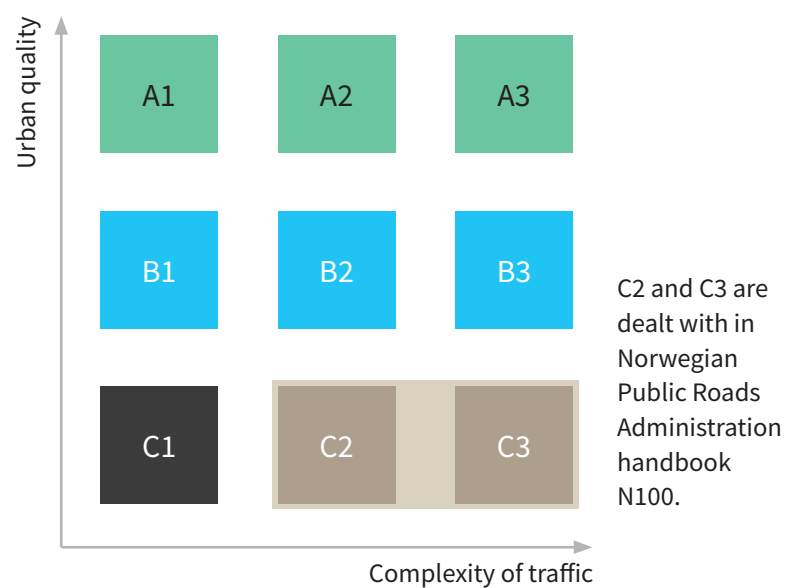 Urban quality
A1
A2
A3
B1
B2
B3
C1
C2
C3
C2 and C3 are
dealt with in
Norwegian
Public Roads
Administration
handbook
N100.
Complexity of traffic